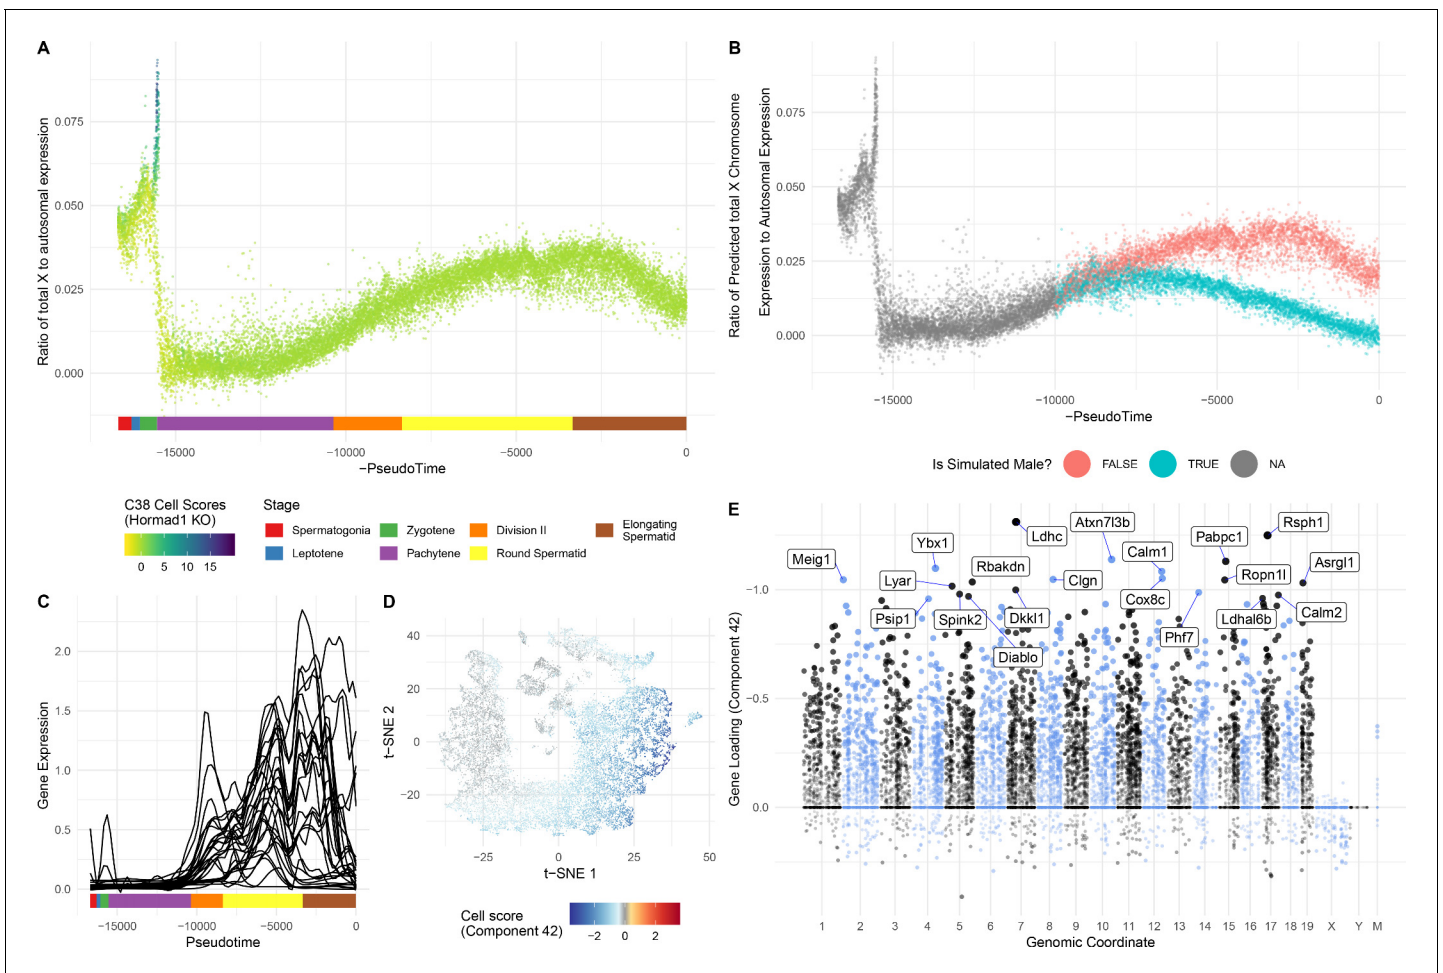 A
Ratio of total X to autosomal expression
0.075
0.050
0.025
0.000
−15000
−10000
−5000
0
−PseudoTime
C38 Cell Scores
(Hormad1 KO)
0
5
10
15
Stage
Spermatogonia
Leptotene
Zygotene
Pachytene
Division II
Round Spermatid
Elongating
Spermatid
B
Ratio of Predicted total X Chromosome
Expression to Autosomal Expression
0.075
0.050
0.025
0.000
−15000
−10000
−5000
0
−PseudoTime
Is Simulated Male?
FALSE
TRUE
NA
C
Gene Expression
2.0
1.5
1.0
0.5
0.0
−15000
−10000
−5000
0
Pseudotime
D
t−SNE 2
40
20
0
−20
−25
0
25
50
t−SNE 1
Cell score
(Component 42)
−2
0
2
E
Gene Loading (Component 42)
−1.0
−0.5
0.0
Meig1
Ybx1
Lyar
Psip1
Spink2
Rbakdn
Ldhc
Dkkl1
Diablo
Clgn
Atxn7l3b
Calm1
Cox8c
Phf7
Pabpc1
Ropn1l
Ldhal6b
Rsph1
Calm2
Asrgl1
1
2
3
4
5
6
7
8
9
10
11
12
13
14
15
16
17
18
19
X
Y
M
Genomic Coordinate